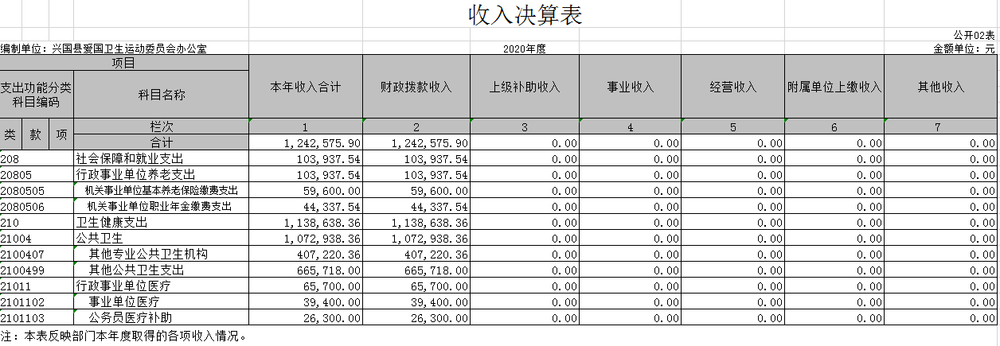 收入决算表
公开02表
编制单位：兴国县爱国卫生运动委员会办公室 2020年度 金额单位：元
项目 本年收入合计 财政拨款收入 上级补助收入 事业收入 经营收入 附属单位上缴收入 其他收入
支出功能分类科目编码 科目名称
类 款 项 栏次 1 2 3 4 5 6 7
合计 1,242,575.90 1,242,575.90 0.00 0.00 0.00 0.00 0.00
208 社会保障和就业支出 103,937.54 103,937.54 0.00 0.00 0.00 0.00 0.00
20805 行政事业单位养老支出 103,937.54 103,937.54 0.00 0.00 0.00 0.00 0.00
2080505 机关事业单位基本养老保险缴费支出 59,600.00 59,600.00 0.00 0.00 0.00 0.00 0.00
2080506 机关事业单位职业年金缴费支出 44,337.54 44,337.54 0.00 0.00 0.00 0.00 0.00
210 卫生健康支出 1,138,638.36 1,138,638.36 0.00 0.00 0.00 0.00 0.00
21004 公共卫生 1,072,938.36 1,072,938.36 0.00 0.00 0.00 0.00 0.00
2100407 其他专业公共卫生机构 407,220.36 407,220.36 0.00 0.00 0.00 0.00 0.00
2100499 其他公共卫生支出 665,718.00 665,718.00 0.00 0.00 0.00 0.00 0.00
21011 行政事业单位医疗 65,700.00 65,700.00 0.00 0.00 0.00 0.00 0.00
2101102 事业单位医疗 39,400.00 39,400.00 0.00 0.00 0.00 0.00 0.00
2101103 公务员医疗补助 26,300.00 26,300.00 0.00 0.00 0.00 0.00 0.00
注：本表反映部门本年度取得的各项收入情况。